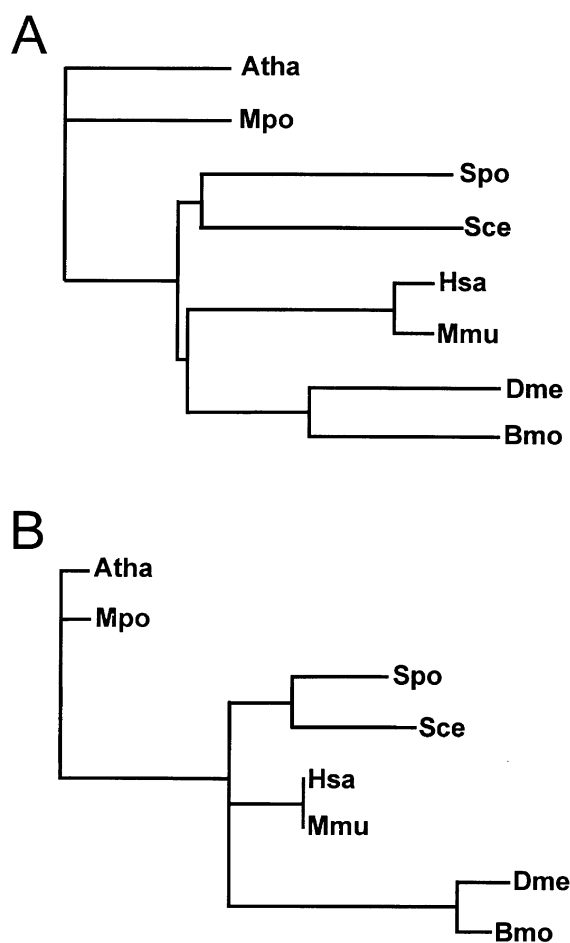 A
Atha
Mpo
Spo
Sce
Hsa
Mmu
Dme
Bmo
B
Atha
Mpo
Spo
Sce
Hsa
Mmu
Dme
Bmo